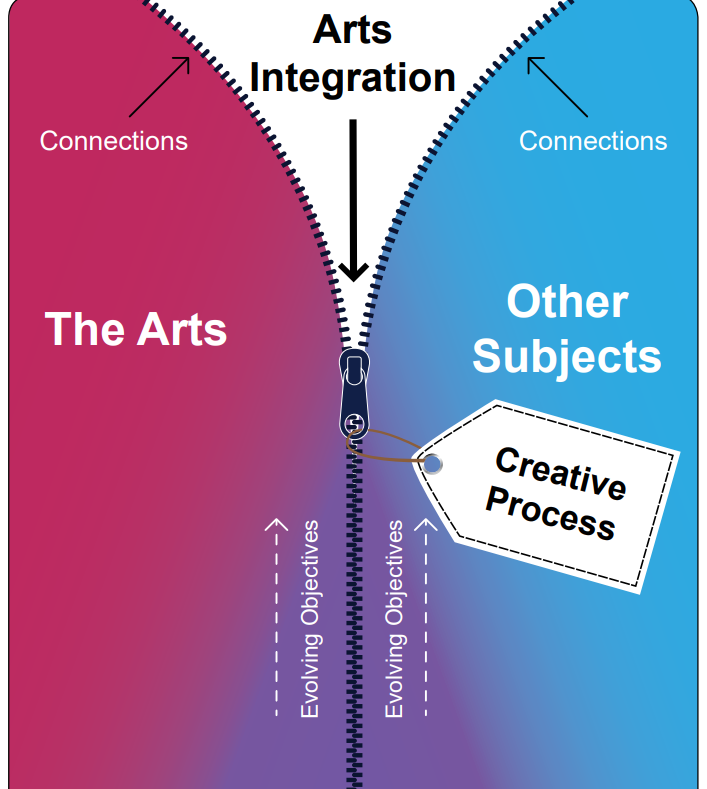 Arts
Integration
Connections
Connections
The Arts
Other
Subjects
Creative
Process
Evolving Objectives
Evolving Objectives